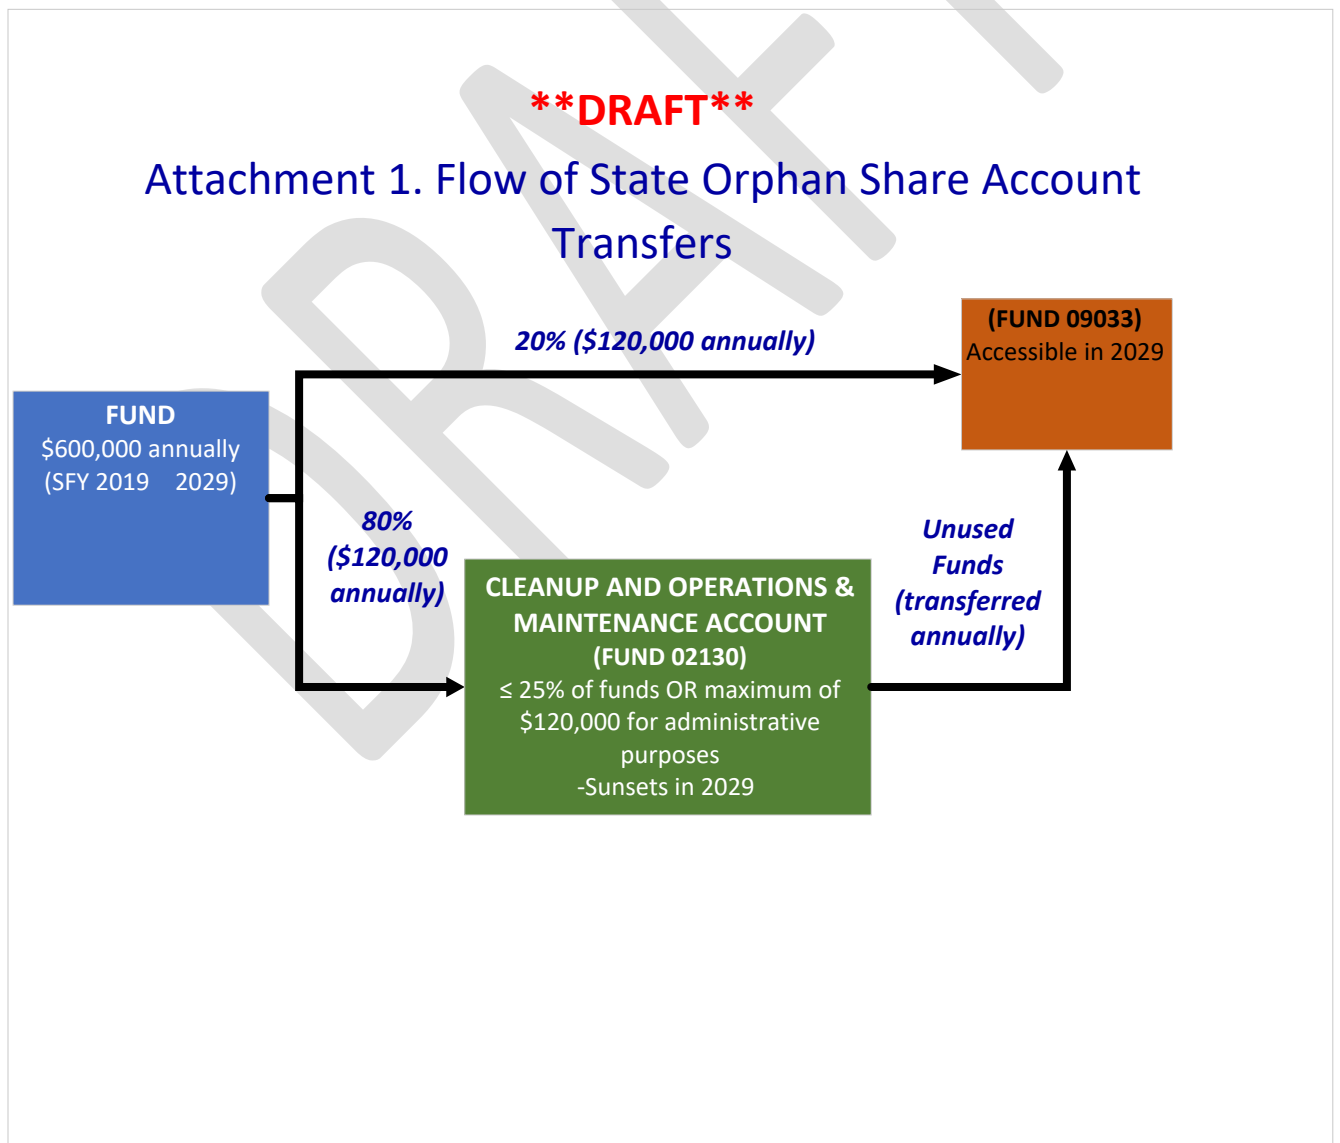 **DRAFT**
Attachment 1. Flow of State Orphan Share Account
Transfers
20% ($120,000 annually)
(FUND 09033)
Accessible in 2029
FUND
$600,000 annually
(SFY 2019    2029)
80%
($120,000
annually)
CLEANUP AND OPERATIONS &
MAINTENANCE ACCOUNT
(FUND 02130)
≤ 25% of funds OR maximum of
$120,000 for administrative
purposes
-Sunsets in 2029
Unused
Funds
(transferred
annually)
DRAFT